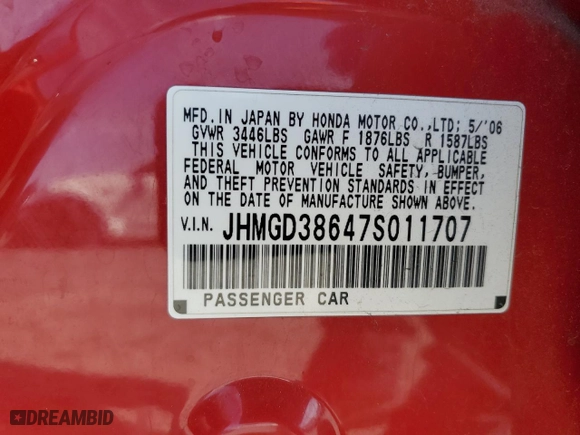 MFD. IN JAPAN BY HONDA MOTOR CO.,LTD; 5/'06
GVWR 3446LBS GAWR F 1876LBS R 1587LBS
THIS VEHICLE CONFORMS TO ALL APPLICABLE
FEDERAL MOTOR VEHICLE SAFETY, BUMPER,
AND THEFT PREVENTION STANDARDS IN EFFECT
ON THE DATE OF MANUFACTURE SHOWN ABOVE.
V.I.N. JHMGD38647S011707
PASSENGER CAR
DREAMBID